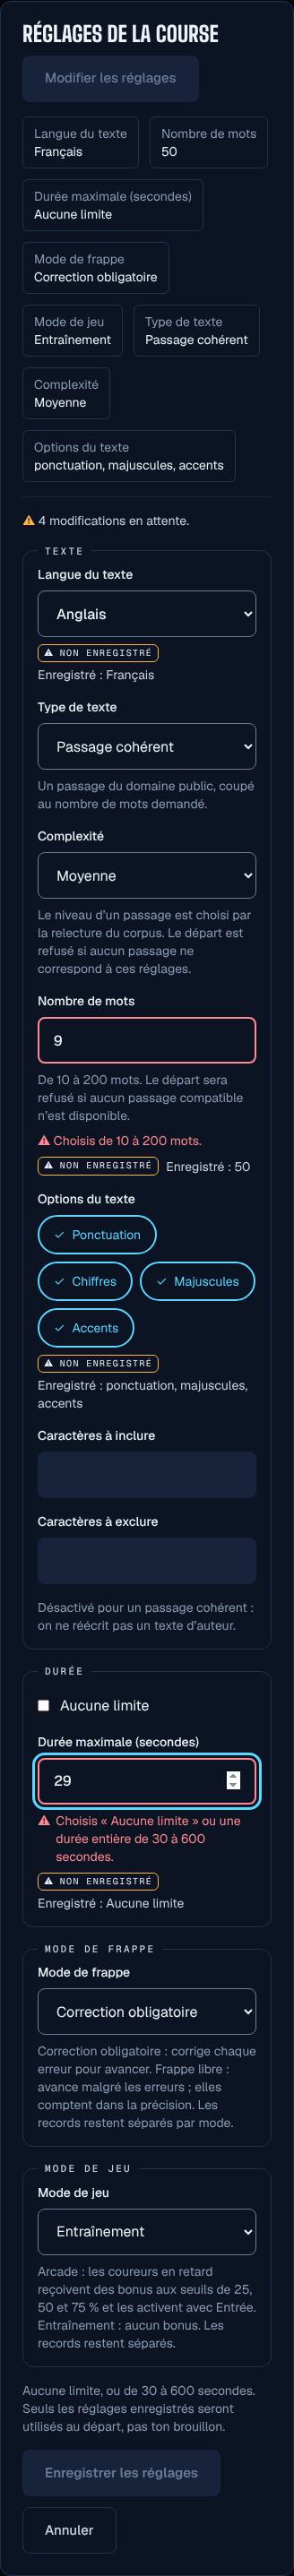 RÉGLAGES DE LA COURSE
Modifier les réglages
Langue du texte
Français
Nombre de mots
50
Durée maximale (secondes)
Aucune limite
Mode de frappe
Correction obligatoire
Mode de jeu
Entraînement
Type de texte
Passage cohérent
Complexité
Moyenne
Options du texte
ponctuation, majuscules, accents
⚠ 4 modifications en attente.
TEXTE
Langue du texte
Anglais
⚠ NON ENREGISTRÉ
Enregistré : Français
Type de texte
Passage cohérent
Un passage du domaine public, coupé
au nombre de mots demandé.
Complexité
Moyenne
Le niveau d’un passage est choisi par
la relecture du corpus. Le départ est
refusé si aucun passage ne
correspond à ces réglages.
Nombre de mots
9
De 10 à 200 mots. Le départ sera
refusé si aucun passage compatible
n’est disponible.
⚠ Choisis de 10 à 200 mots.
⚠ NON ENREGISTRÉ Enregistré : 50
Options du texte
✓ Ponctuation
✓ Chiffres ✓ Majuscules
✓ Accents
⚠ NON ENREGISTRÉ
Enregistré : ponctuation, majuscules,
accents
Caractères à inclure
Caractères à exclure
Désactivé pour un passage cohérent :
on ne réécrit pas un texte d’auteur.
DURÉE
Aucune limite
Durée maximale (secondes)
29
⚠ Choisis « Aucune limite » ou une
durée entière de 30 à 600
secondes.
⚠ NON ENREGISTRÉ
Enregistré : Aucune limite
MODE DE FRAPPE
Mode de frappe
Correction obligatoire
Correction obligatoire : corrige chaque
erreur pour avancer. Frappe libre :
avance malgré les erreurs ; elles
comptent dans la précision. Les
records restent séparés par mode.
MODE DE JEU
Mode de jeu
Entraînement
Arcade : les coureurs en retard
reçoivent des bonus aux seuils de 25,
50 et 75 % et les activent avec Entrée.
Entraînement : aucun bonus. Les
records restent séparés.
Aucune limite, ou de 30 à 600 secondes.
Seuls les réglages enregistrés seront
utilisés au départ, pas ton brouillon.
Enregistrer les réglages
Annuler